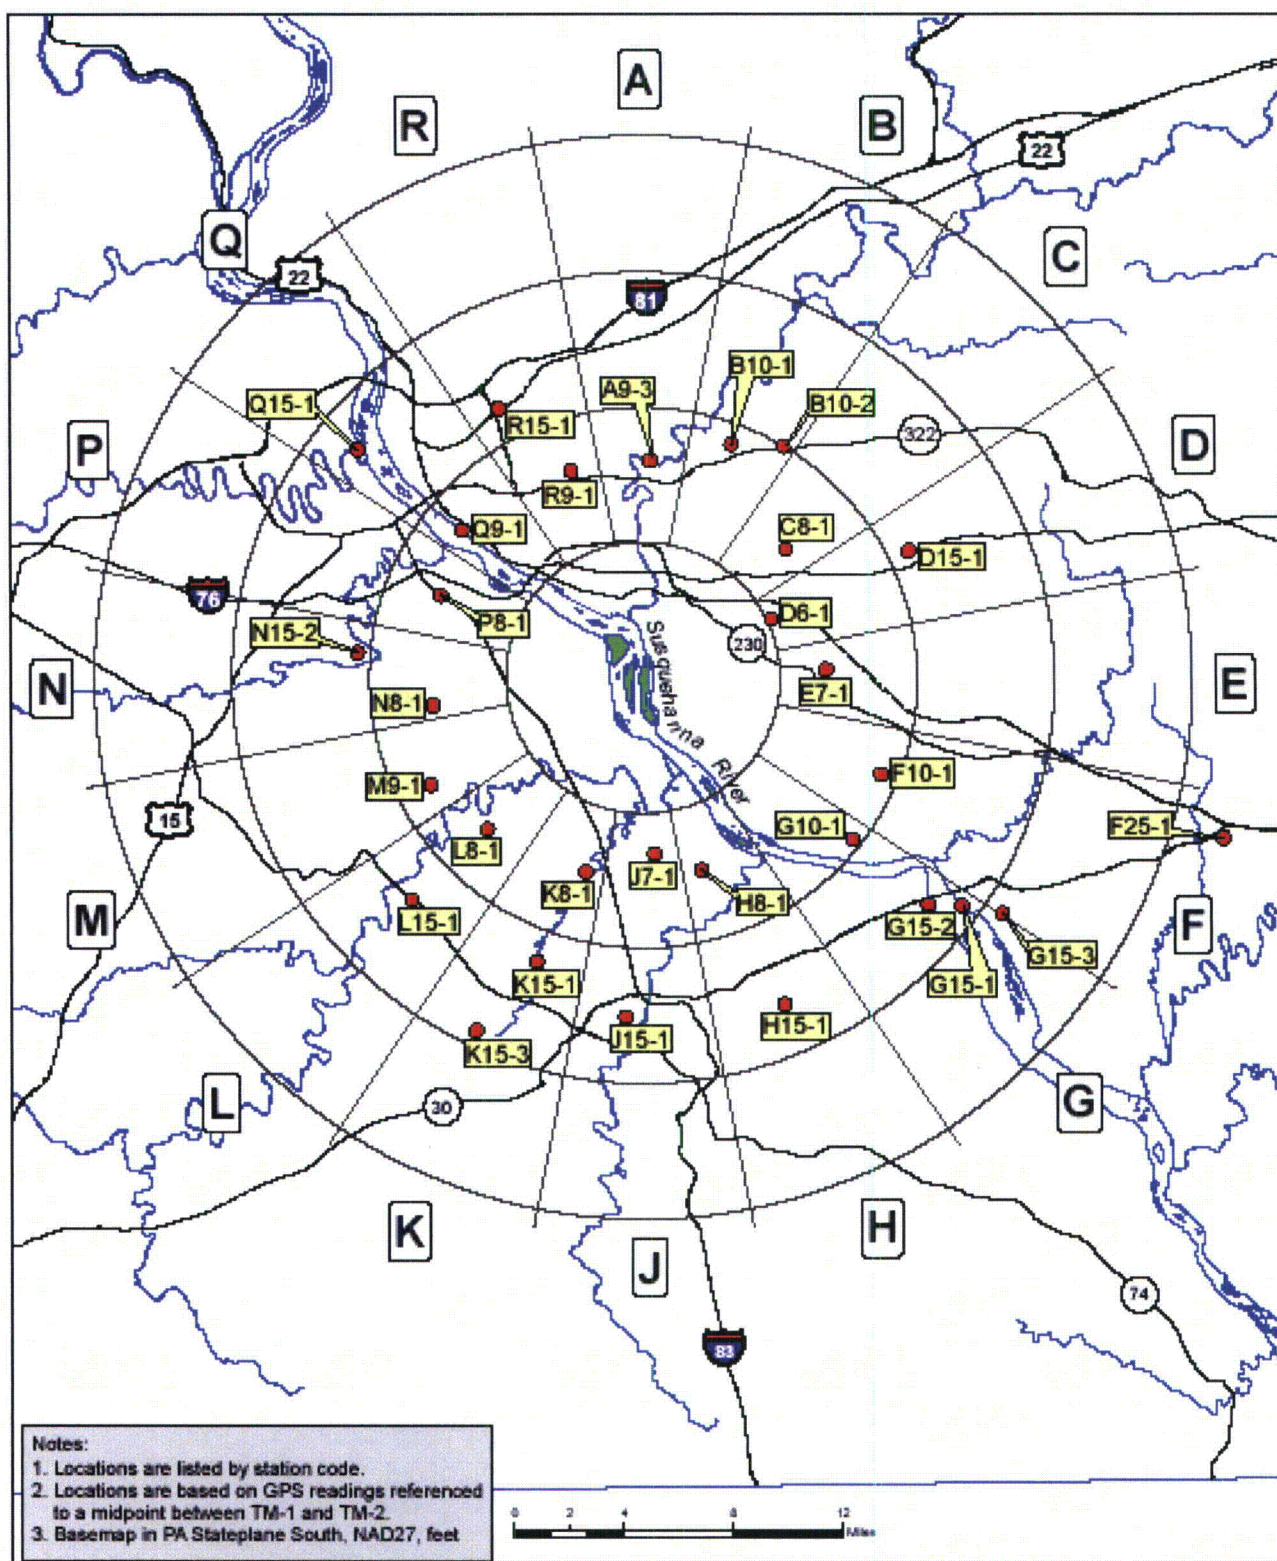 A
R
B
22
Q
C
22
81
B10-1
A9-3
Q15-1
B10-2
R15-1
322
P
D
R9-1
Q9-1
C8-1
D15-1
76
P8-1
D6-1
N15-2
230
Susquehanna River
N
E7-1
E
N8-1
F10-1
M9-1
15
G10-1
F25-1
L8-1
J7-1
K8-1
H8-1
M
L15-1
G15-2
F
G15-3
K15-1
G15-1
H15-1
J15-1
K15-3
L
30
G
K
H
J
74
83
Notes:
1. Locations are listed by station code.
2. Locations are based on GPS readings referenced
to a midpoint between TM-1 and TM-2.
3. Basemap in PA Stateplane South, NAD27, feet
0 2 4 8 12
Miles